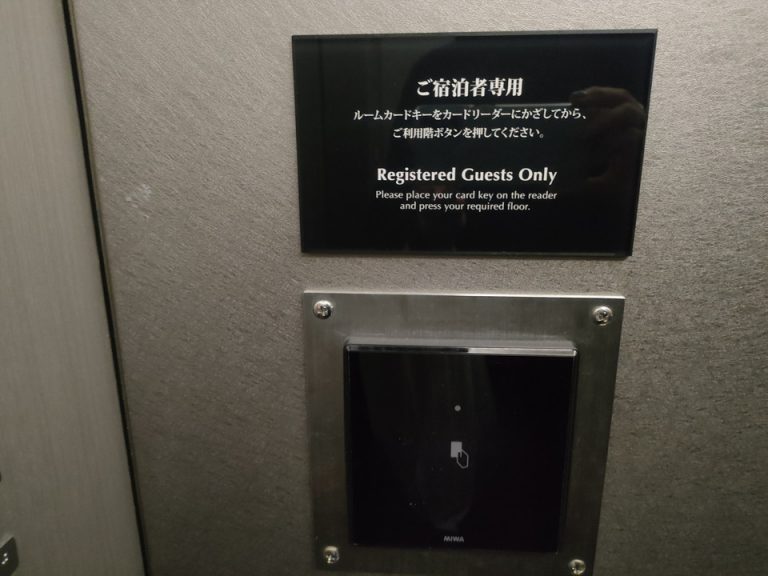 ご宿泊者専用
ルームカードキーをカードリーダーにかざしてから、
ご利用階ボタンを押してください。
Registered Guests Only
Please place your card key on the reader
and press your required floor.
MIWA